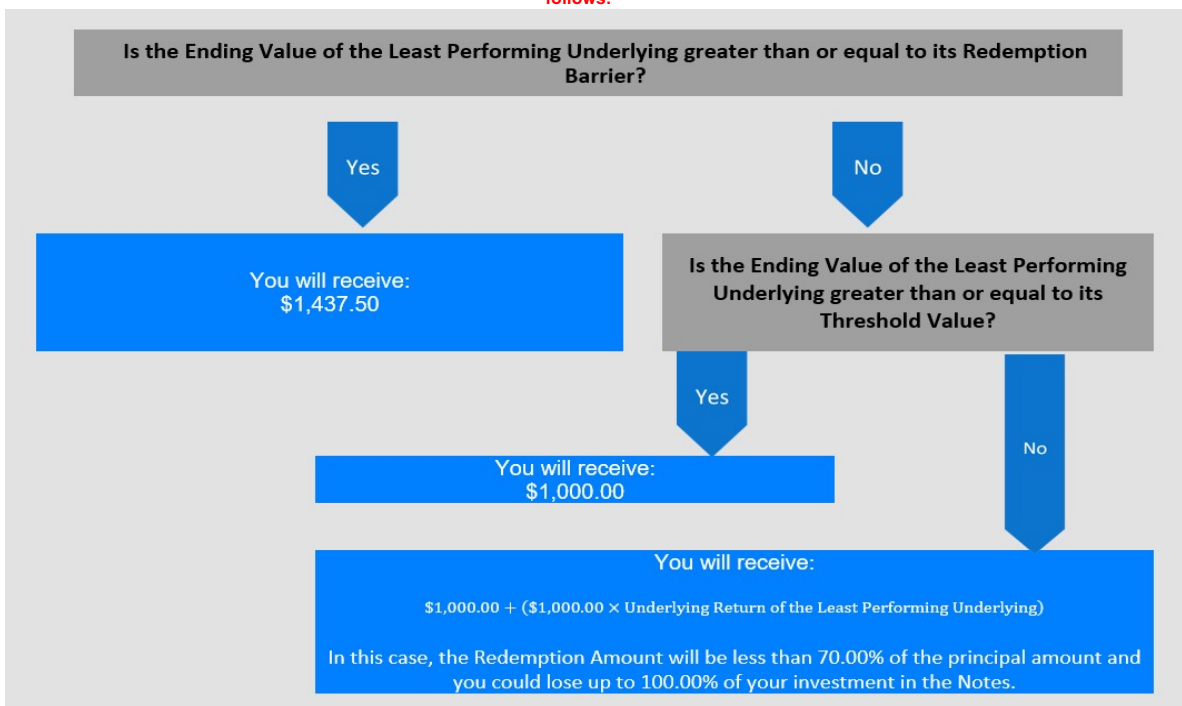 follows:
Is the Ending Value of the Least Performing Underlying greater than or equal to its Redemption
Barrier?
Yes
No
You will receive:
$1,437.50
Is the Ending Value of the Least Performing
Underlying greater than or equal to its
Threshold Value?
Yes
No
You will receive:
$1,000.00
You will receive:
$1,000.00 + ($1,000.00 × Underlying Return of the Least Performing Underlying)
In this case, the Redemption Amount will be less than 70.00% of the principal amount and
you could lose up to 100.00% of your investment in the Notes.